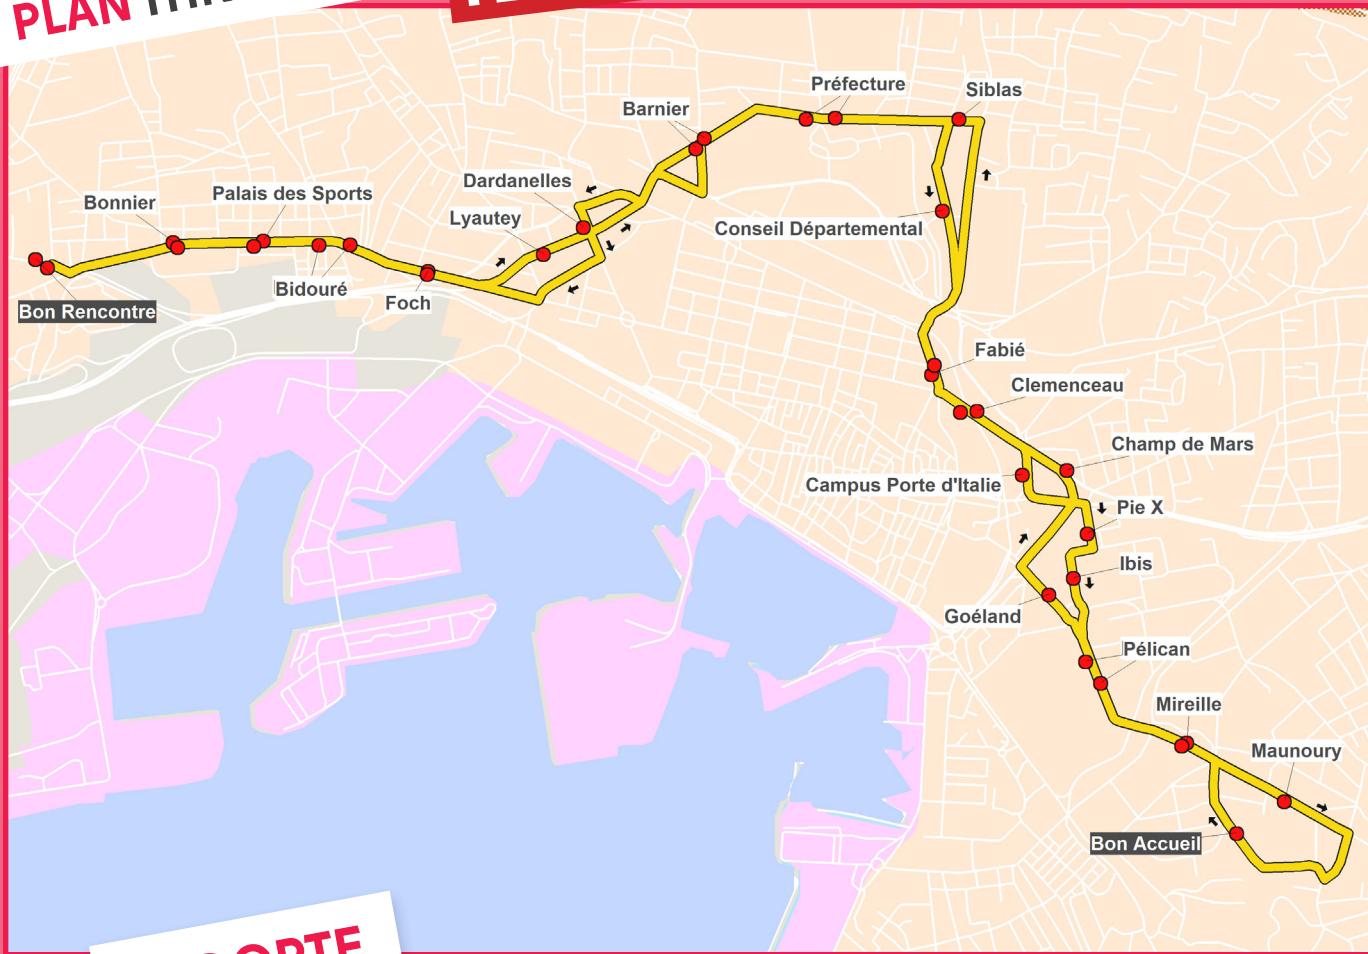 PLAN
Préfecture
Siblas
Barnier
Dardanelles
Palais des Sports
Bonnier
Lyautey
Conseil Départemental
Bidouré
Foch
Bon Rencontre
Fabié
Clemenceau
Champ de Mars
Campus Porte d'Italie
Pie X
Ibis
Goéland
Pélican
Mireille
Maunoury
Bon Accueil